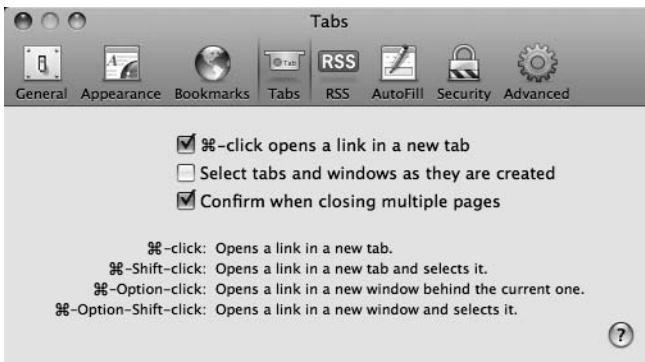 Tabs
Tab
RSS
General Appearance Bookmarks Tabs RSS AutoFill Security Advanced
⌘-click opens a link in a new tab
Select tabs and windows as they are created
Confirm when closing multiple pages
⌘-click: Opens a link in a new tab.
⌘-Shift-click: Opens a link in a new tab and selects it.
⌘-Option-click: Opens a link in a new window behind the current one.
⌘-Option-Shift-click: Opens a link in a new window and selects it.
?